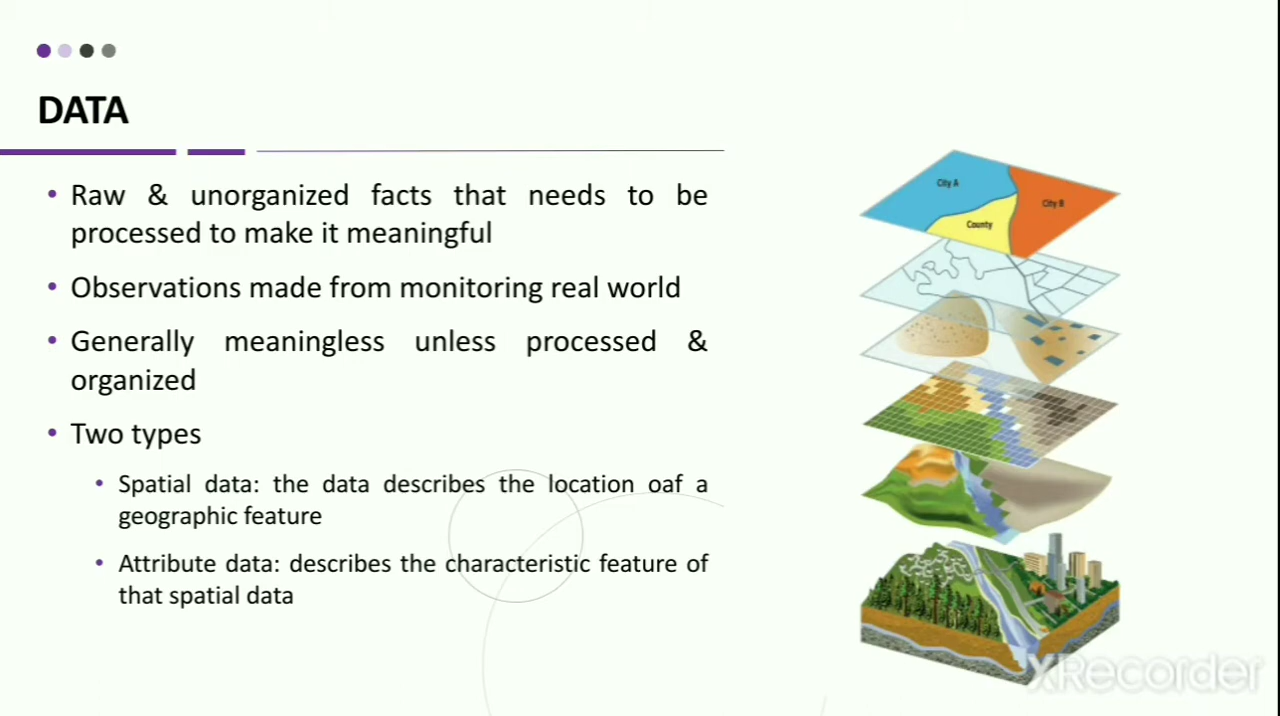 DATA
• Raw & unorganized facts that needs to be
processed to make it meaningful
• Observations made from monitoring real world
• Generally meaningless unless processed &
organized
• Two types
• Spatial data: the data describes the location oaf a
geographic feature
• Attribute data: describes the characteristic feature of
that spatial data
City A
City B
County
XRecorder